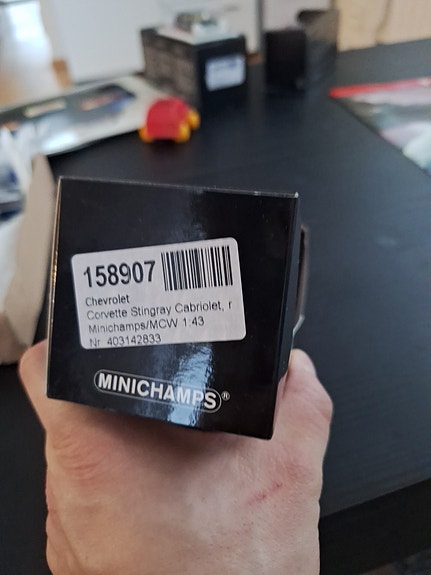 158907
Chevrolet
Corvette Stingray Cabriolet, r
Minichamps/MCW 1:43
Nr. 403142833
MINICHAMPS®